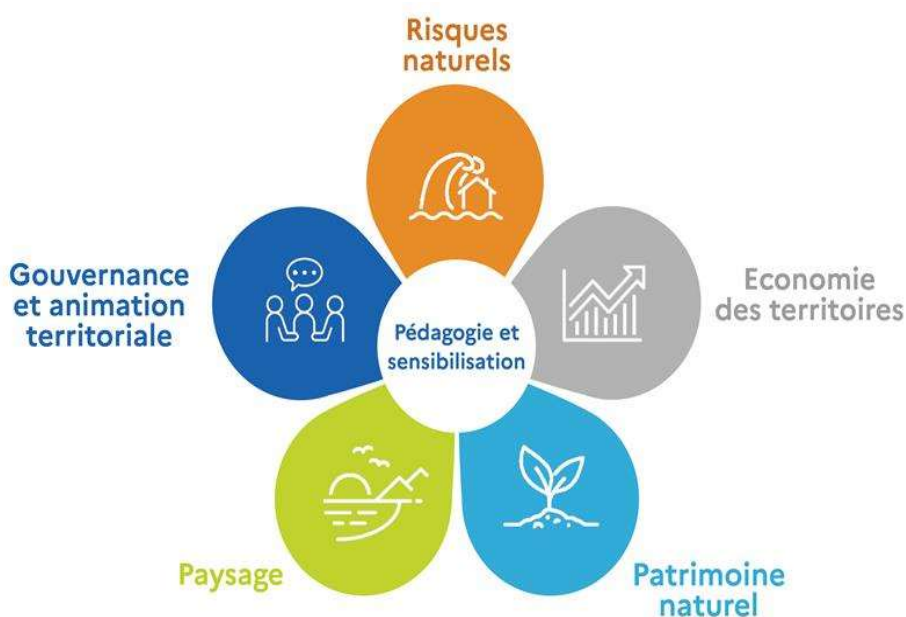 Risques
naturels
Gouvernance
et animation
territoriale
Economie
des territoires
Pédagogie et
sensibilisation
Paysage
Patrimoine
naturel